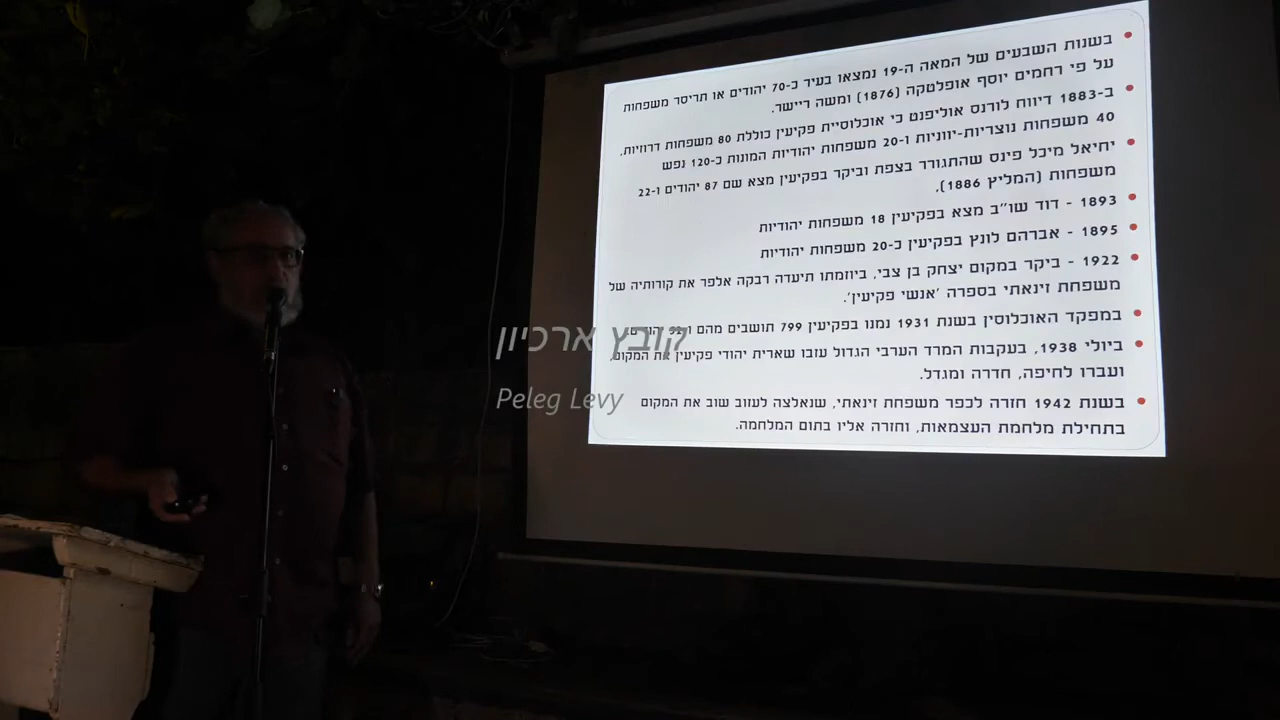 בשנות השבעים של המאה ה-19 נמצאו בעיר כ-70 יהודים או תריסר משפחות
על פי רחמים יוסף אופלטקה (1876) ומשה ריישר.
ב-1883 דיווח לורנס אוליפנט כי אוכלוסיית פקיעין כוללת 80 משפחות דרוזיות,
40 משפחות נוצריות-יווניות ו-20 משפחות יהודיות המונות כ-120 נפש
יחיאל מיכל פינס שהתגורר בצפת וביקר בפקיעין מצא שם 87 יהודים ו-22
משפחות (המליץ 1886),
1893 - דוד שו"ב מצא בפקיעין 18 משפחות יהודיות
1895 - אברהם לונץ בפקיעין כ-20 משפחות יהודיות
1922 - ביקר במקום יצחק בן צבי, ביוזמתו תיעדה רבקה אלפר את קורותיה של
משפחת זינאתי בספרה 'אנשי פקיעין'.
במפקד האוכלוסין בשנת 1931 נמנו בפקיעין 799 תושבים מהם
ביולי 1938, בעקבות המרד הערבי הגדול עזבו שארית יהודי פקיעין את המקום,
ועברו לחיפה, חדרה ומגדל.
בשנת 1942 חזרה לכפר משפחת זינאתי, שנאלצה לעזוב שוב את המקום
בתחילת מלחמת העצמאות, וחזרה אליו בתום המלחמה.
קובץ ארכיון
Peleg Levy